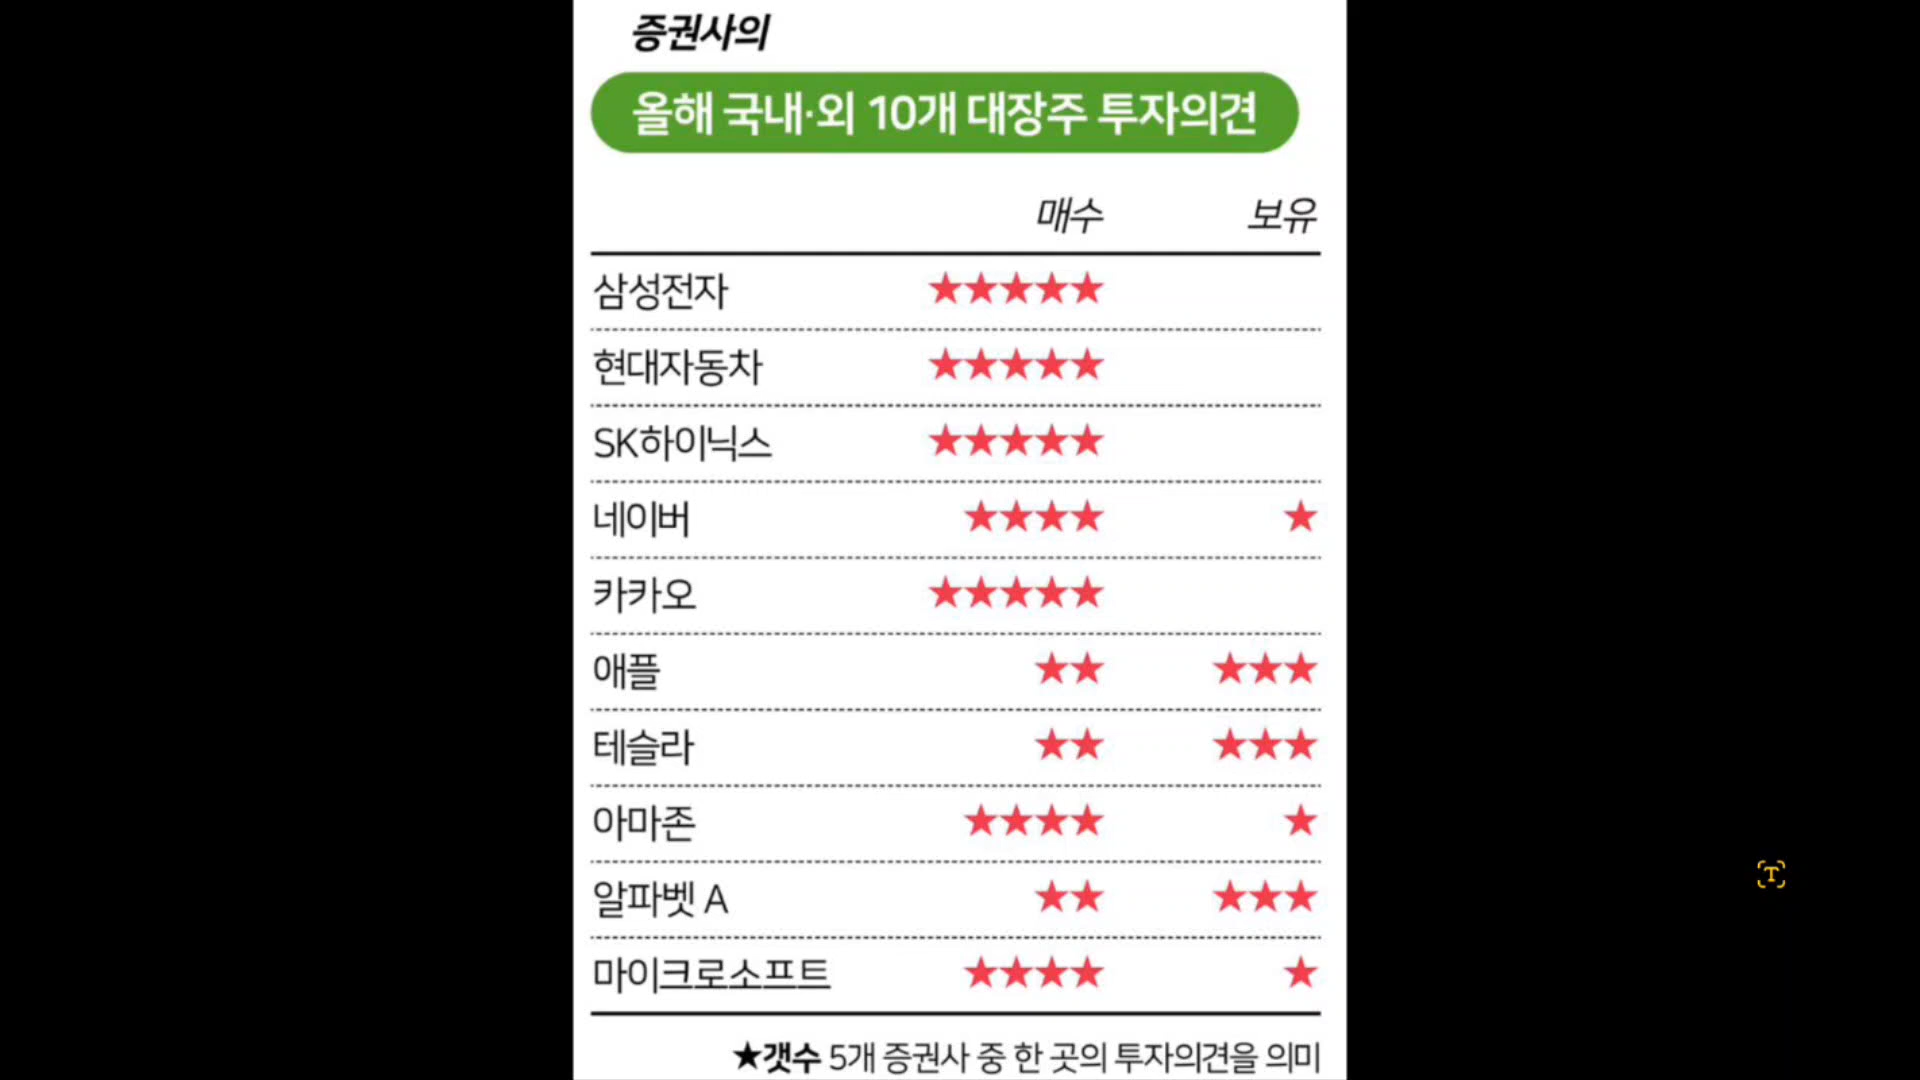 증권사의
올해 국내·외 10개 대장주 투자의견
매수 보유
삼성전자 ★★★★★
현대자동차 ★★★★★
SK하이닉스 ★★★★★
네이버 ★★★★ ★
카카오 ★★★★★
애플 ★★ ★★★
테슬라 ★★ ★★★
아마존 ★★★★ ★
알파벳 A ★★ ★★★
마이크로소프트 ★★★★ ★
★갯수 5개 증권사 중 한 곳의 투자의견을 의미
T